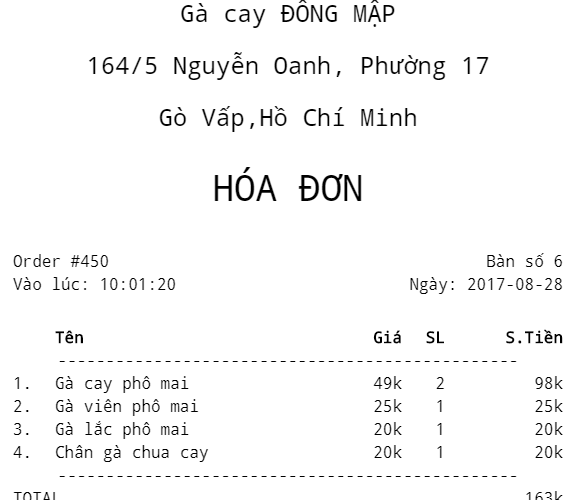 Gà cay ĐÔNG MẬP
164/5 Nguyễn Oanh, Phường 17
Gò Vấp,Hồ Chí Minh
HÓA ĐƠN
Order #450 Bàn số 6
Vào lúc: 10:01:20 Ngày: 2017-08-28
Tên Giá SL S.Tiền
------------------------------------------------
1. Gà cay phô mai 49k 2 98k
2. Gà viên phô mai 25k 1 25k
3. Gà lắc phô mai 20k 1 20k
4. Chân gà chua cay 20k 1 20k
------------------------------------------------
TOTAL 163k